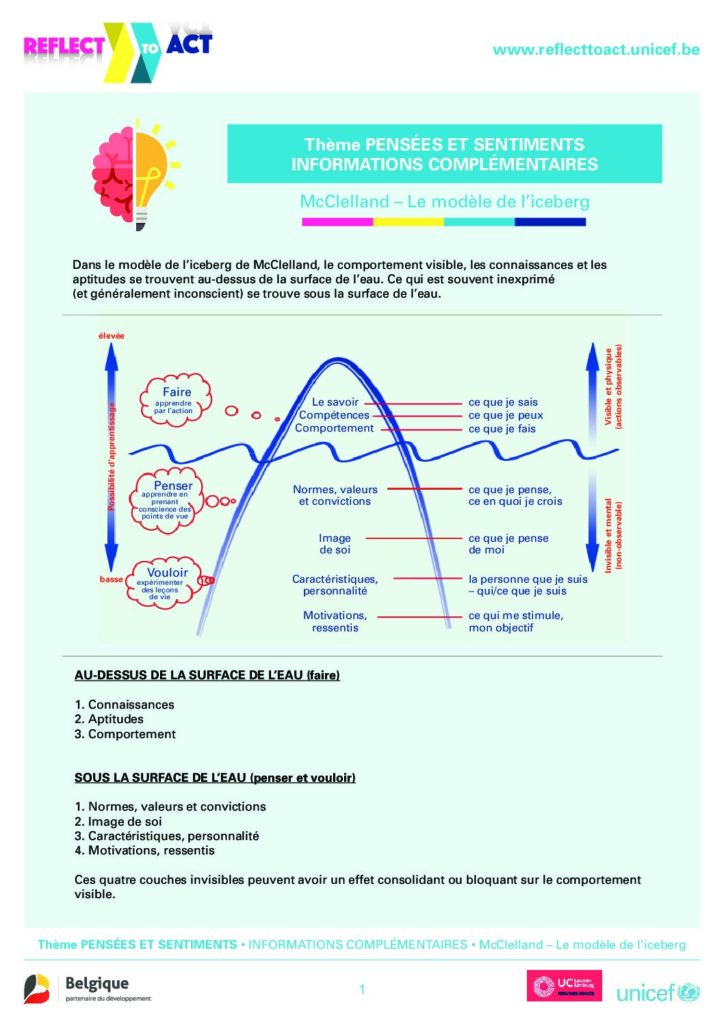 REFLECT TO ACT
www.reflecttoact.unicef.be
Thème PENSÉES ET SENTIMENTS
INFORMATIONS COMPLÉMENTAIRES
McClelland – Le modèle de l’iceberg
Dans le modèle de l’iceberg de McClelland, le comportement visible, les connaissances et les
aptitudes se trouvent au-dessus de la surface de l’eau. Ce qui est souvent inexprimé
(et généralement inconscient) se trouve sous la surface de l’eau.
élevée
Possibilité d’apprentissage
basse
Faire
apprendre
par l’action
Penser
apprendre en
prenant
conscience des
points de vue
Vouloir
expérimenter
des leçons
de vie
Le savoir
ce que je sais
Compétences
ce que je peux
Comportement
ce que je fais
Normes, valeurs
et convictions
ce que je pense,
ce en quoi je crois
Image
de soi
ce que je pense
de moi
Caractéristiques,
personnalité
la personne que je suis
– qui/ce que je suis
Motivations,
ressentis
ce qui me stimule,
mon objectif
Visible et physique
(actions observables)
Invisible et mental
(non-observable)
AU-DESSUS DE LA SURFACE DE L’EAU (faire)
1. Connaissances
2. Aptitudes
3. Comportement
SOUS LA SURFACE DE L’EAU (penser et vouloir)
1. Normes, valeurs et convictions
2. Image de soi
3. Caractéristiques, personnalité
4. Motivations, ressentis
Ces quatre couches invisibles peuvent avoir un effet consolidant ou bloquant sur le comportement
visible.
Thème PENSÉES ET SENTIMENTS • INFORMATIONS COMPLÉMENTAIRES • McClelland – Le modèle de l’iceberg
Belgique
partenaire du développement
1
UC Leuven
Limburg
MOVING MINDS
unicef